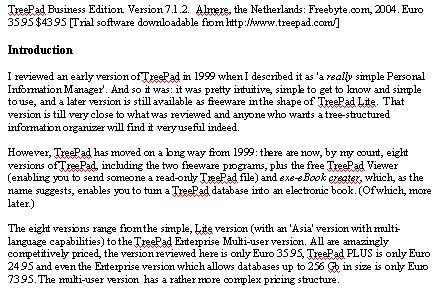 TreePad Business Edition. Version 7.1.2. Almere, the Netherlands: Freebyte.com, 2004. Euro
35.95 $43.95 [Trial software downloadable from http://www.treepad.com/]
Introduction
I reviewed an early version of TreePad in 1999 when I described it as 'a really simple Personal
Information Manager'. And so it was: it was pretty intuitive, simple to get to know and simple
to use, and a later version is still available as freeware in the shape of TreePad Lite. That
version is till very close to what was reviewed and anyone who wants a tree-structured
information organizer will find it very useful indeed.
However, TreePad has moved on a long way from 1999: there are now, by my count, eight
versions of TreePad, including the two freeware programs, plus the free TreePad Viewer
(enabling you to send someone a read-only TreePad file) and exe-eBook creater, which, as the
name suggests, enables you to turn a TreePad database into an electronic book. (Of which, more
later.)
The eight versions range from the simple, Lite version (with an 'Asia' version with multi-
language capabilities) to the TreePad Enterprise Multi-user version. All are amazingly
competitively priced, the version reviewed here is only Euro 35.95, TreePad PLUS is only Euro
24.95 and even the Enterprise version which allows databases up to 256 Gb in size is only Euro
73.95. The multi-user version has a rather more complex pricing structure.